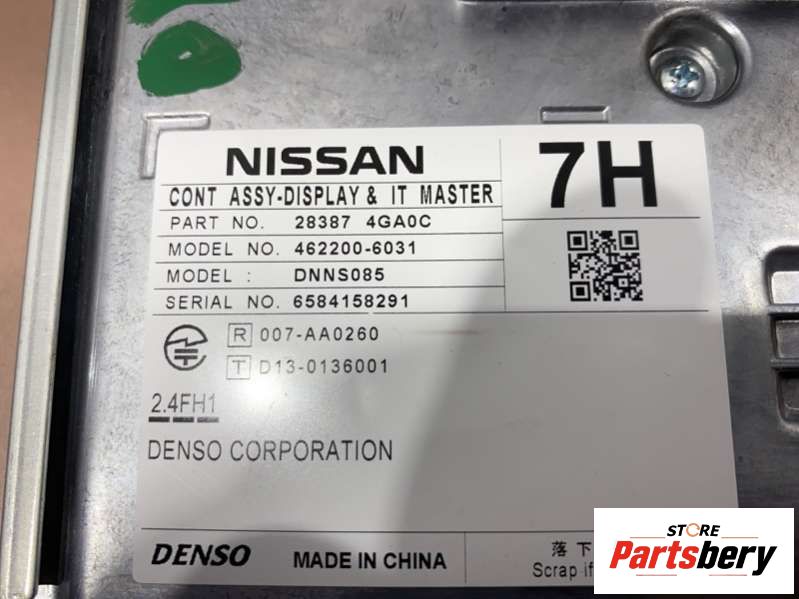 NISSAN
7H
CONT ASSY-DISPLAY & IT MASTER
PART NO. 28387 4GA0C
MODEL NO. 462200-6031
MODEL : DNNS085
SERIAL NO. 6584158291
R 007-AA0260
T D13-0136001
2.4FH1
DENSO CORPORATION
DENSO MADE IN CHINA
落下
Scrap if
STORE
Partsbery